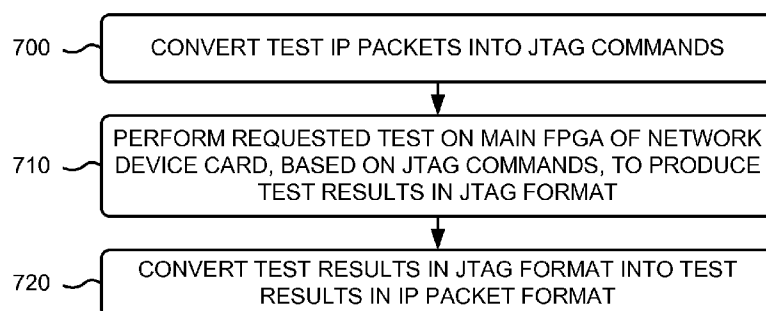 700
CONVERT TEST IP PACKETS INTO JTAG COMMANDS
710
PERFORM REQUESTED TEST ON MAIN FPGA OF NETWORK
DEVICE CARD, BASED ON JTAG COMMANDS, TO PRODUCE
TEST RESULTS IN JTAG FORMAT
720
CONVERT TEST RESULTS IN JTAG FORMAT INTO TEST
RESULTS IN IP PACKET FORMAT